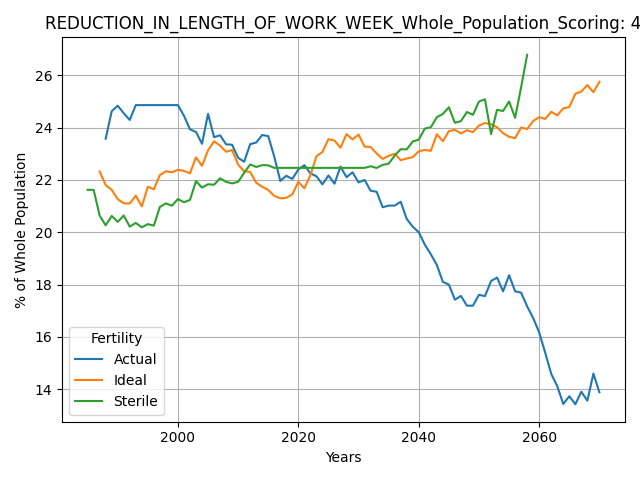 REDUCTION_IN_LENGTH_OF_WORK_WEEK_Whole_Population_Scoring: 4
% of Whole Population
26
24
22
20
18
16
14
Fertility
Actual
Ideal
Sterile
2000 2020 2040 2060
Years